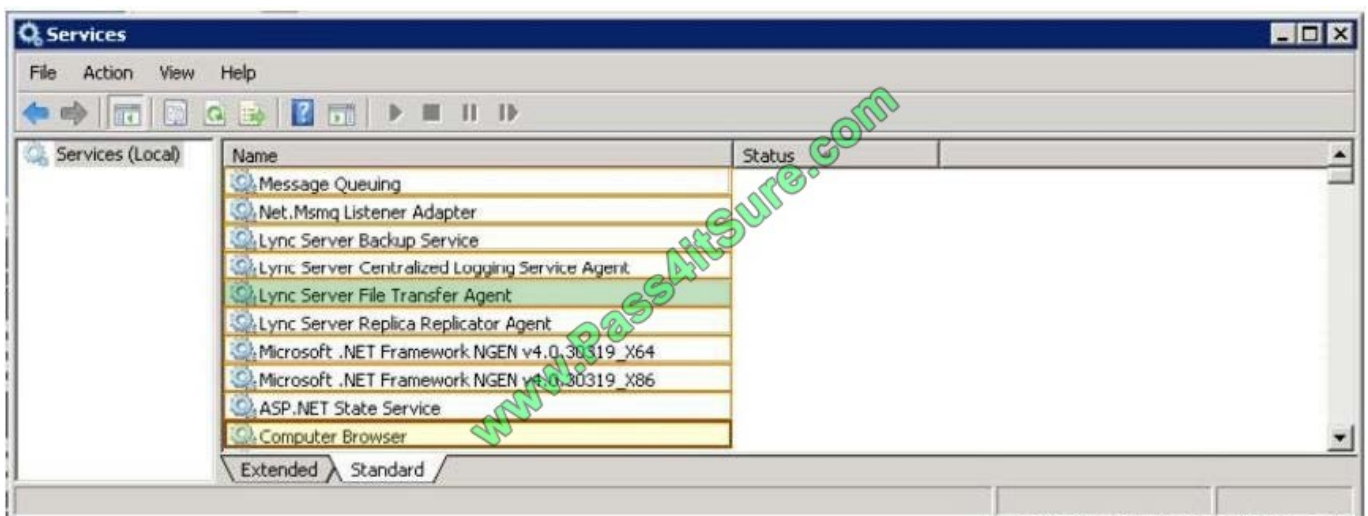 Services
File Action View Help
Services (Local)
Name Status
Message Queuing
Net.Msmq Listener Adapter
Lync Server Backup Service
Lync Server Centralized Logging Service Agent
Lync Server File Transfer Agent
Lync Server Replica Replicator Agent
Microsoft .NET Framework NGEN v4.0.30319_X64
Microsoft .NET Framework NGEN v4.0.30319_X86
ASP.NET State Service
Computer Browser
Extended Standard
www.Pass4itSure.com